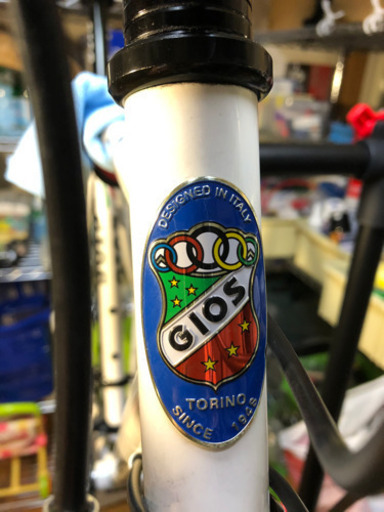 DESIGNED IN ITALY
GIOS
TORINO
SINCE 1948